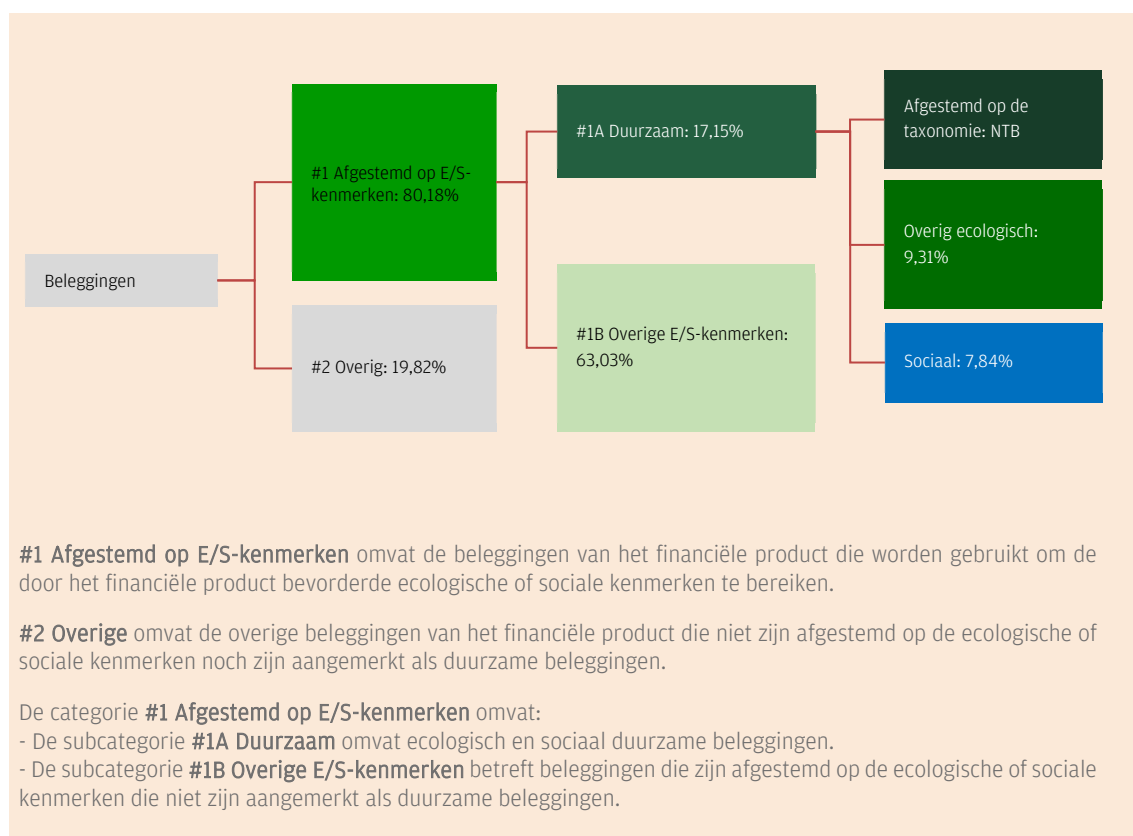 Beleggingen
#1 Afgestemd op E/S-
kenmerken: 80,18%
#2 Overig: 19,82%
#1A Duurzaam: 17,15%
#1B Overige E/S-kenmerken:
63,03%
Afgestemd op de
taxonomie: NTB
Overig ecologisch:
9,31%
Sociaal: 7,84%
#1 Afgestemd op E/S-kenmerken omvat de beleggingen van het financiële product die worden gebruikt om de
door het financiële product bevorderde ecologische of sociale kenmerken te bereiken.
#2 Overige omvat de overige beleggingen van het financiële product die niet zijn afgestemd op de ecologische of
sociale kenmerken noch zijn aangemerkt als duurzame beleggingen.
De categorie #1 Afgestemd op E/S-kenmerken omvat:
- De subcategorie #1A Duurzaam omvat ecologisch en sociaal duurzame beleggingen.
- De subcategorie #1B Overige E/S-kenmerken betreft beleggingen die zijn afgestemd op de ecologische of sociale
kenmerken die niet zijn aangemerkt als duurzame beleggingen.